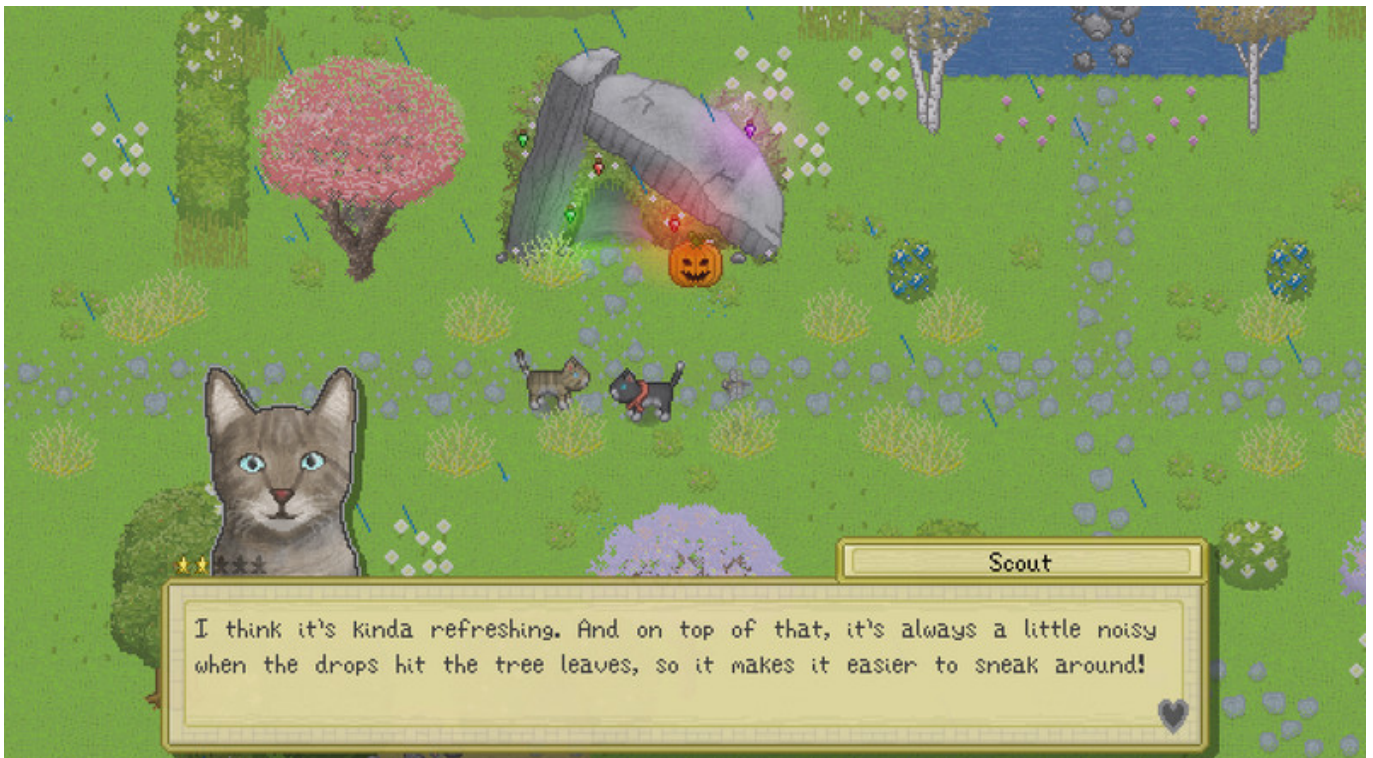 Scout
I think it's kinda refreshing. And on top of that, it's always a little noisy
when the drops hit the tree leaves, so it makes it easier to sneak around!